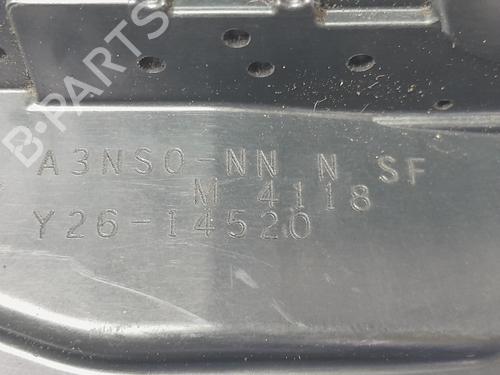 B-PARTS
A3NS0-NN N SF
M 4118
Y26-14520